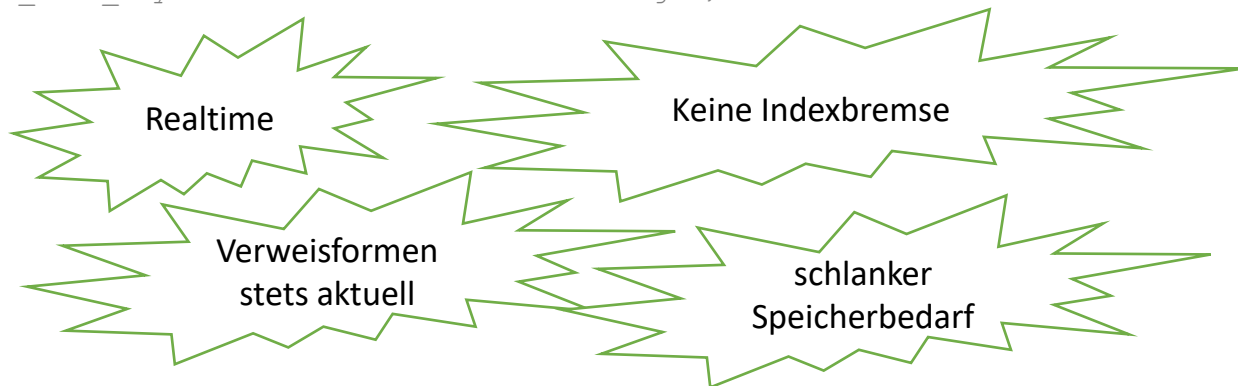 Realtime
Keine Indexbremse
Verweisformen
stets aktuell
schlanker
Speicherbedarf